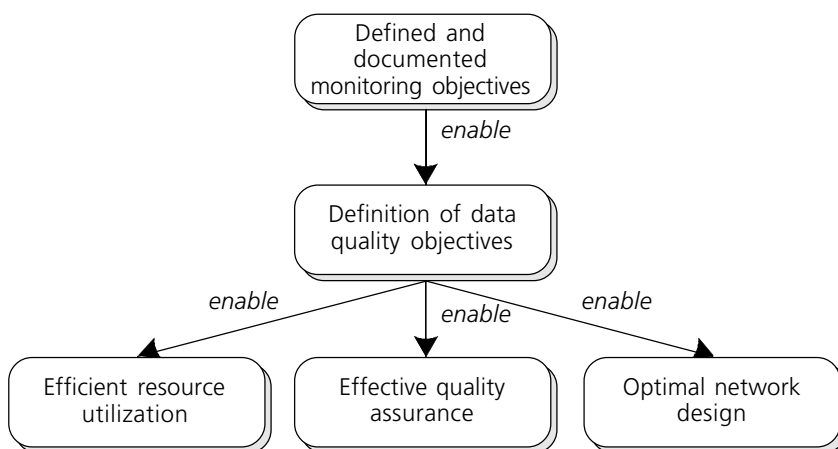 Defined and
documented
monitoring objectives
enable
Definition of data
quality objectives
enable
enable
enable
Efficient resource
utilization
Effective quality
assurance
Optimal network
design